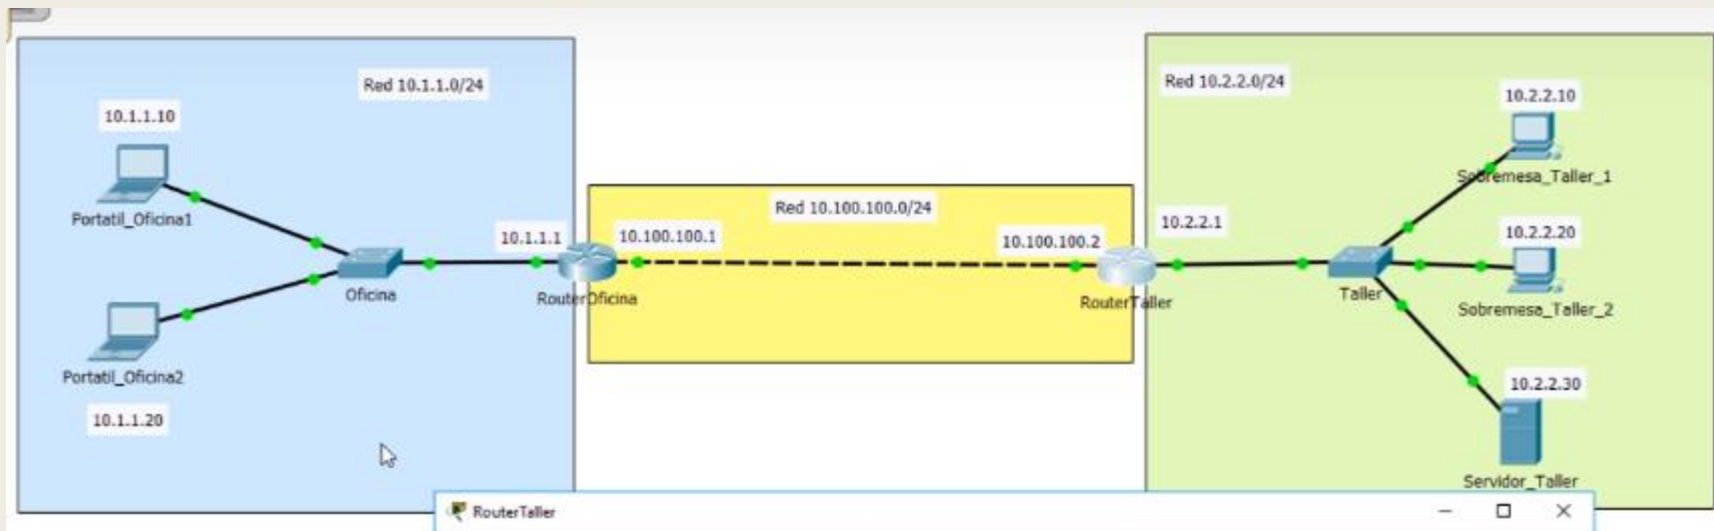 Red 10.1.1.0/24
10.1.1.10
Portatil_Oficina1
Oficina
Portatil_Oficina2
10.1.1.20
10.1.1.1
RouterOficina
Red 10.100.100.0/24
10.100.100.1
10.100.100.2
RouterTaller
Red 10.2.2.0/24
10.2.2.1
Taller
10.2.2.10
Sobremesa_Taller_1
10.2.2.20
Sobremesa_Taller_2
10.2.2.30
Servidor_Taller
RouterTaller